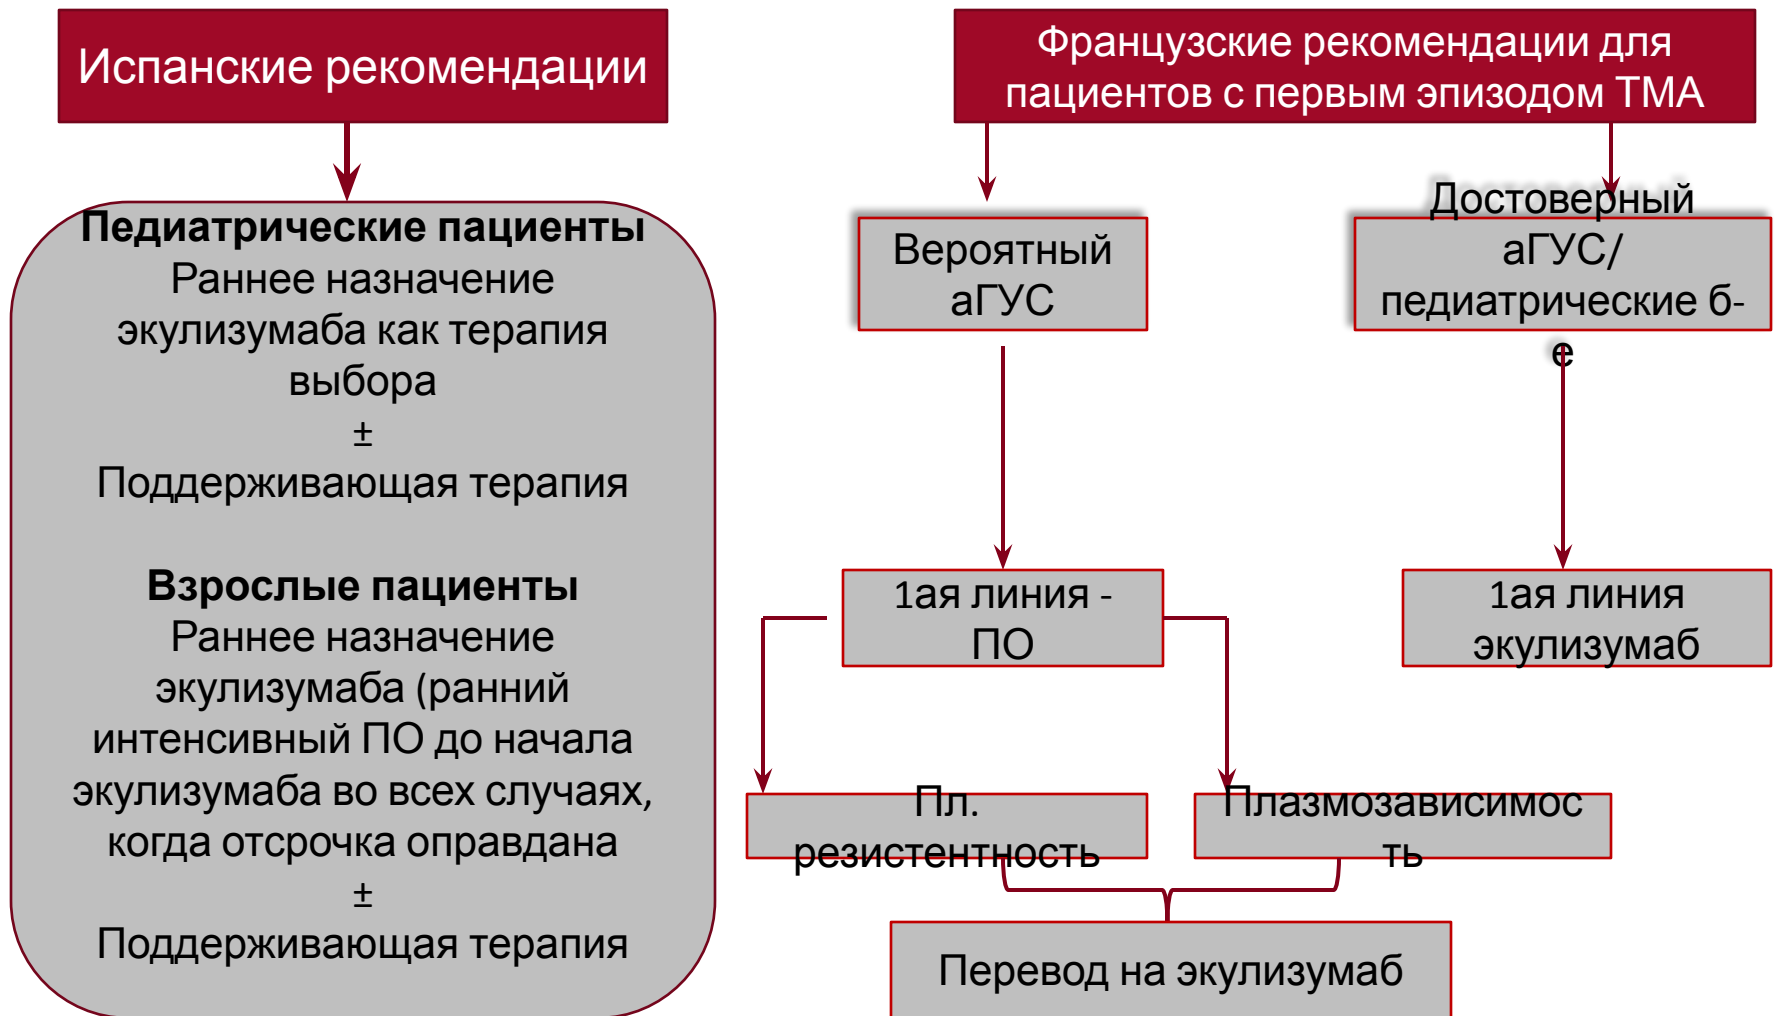 Испанские рекомендации
Педиатрические пациенты
Раннее назначение
экулизумаба как терапия
выбора
±
Поддерживающая терапия
Взрослые пациенты
Раннее назначение
экулизумаба (ранний
интенсивный ПО до начала
экулизумаба во всех случаях,
когда отсрочка оправдана
±
Поддерживающая терапия
Французские рекомендации для
пациентов с первым эпизодом ТМА
Вероятный
аГУС
Достоверный
аГУС/
педиатрические б-
е
1ая линия -
ПО
1ая линия
экулизумаб
Пл.
резистентность
Плазмозависимос
ть
Перевод на экулизумаб